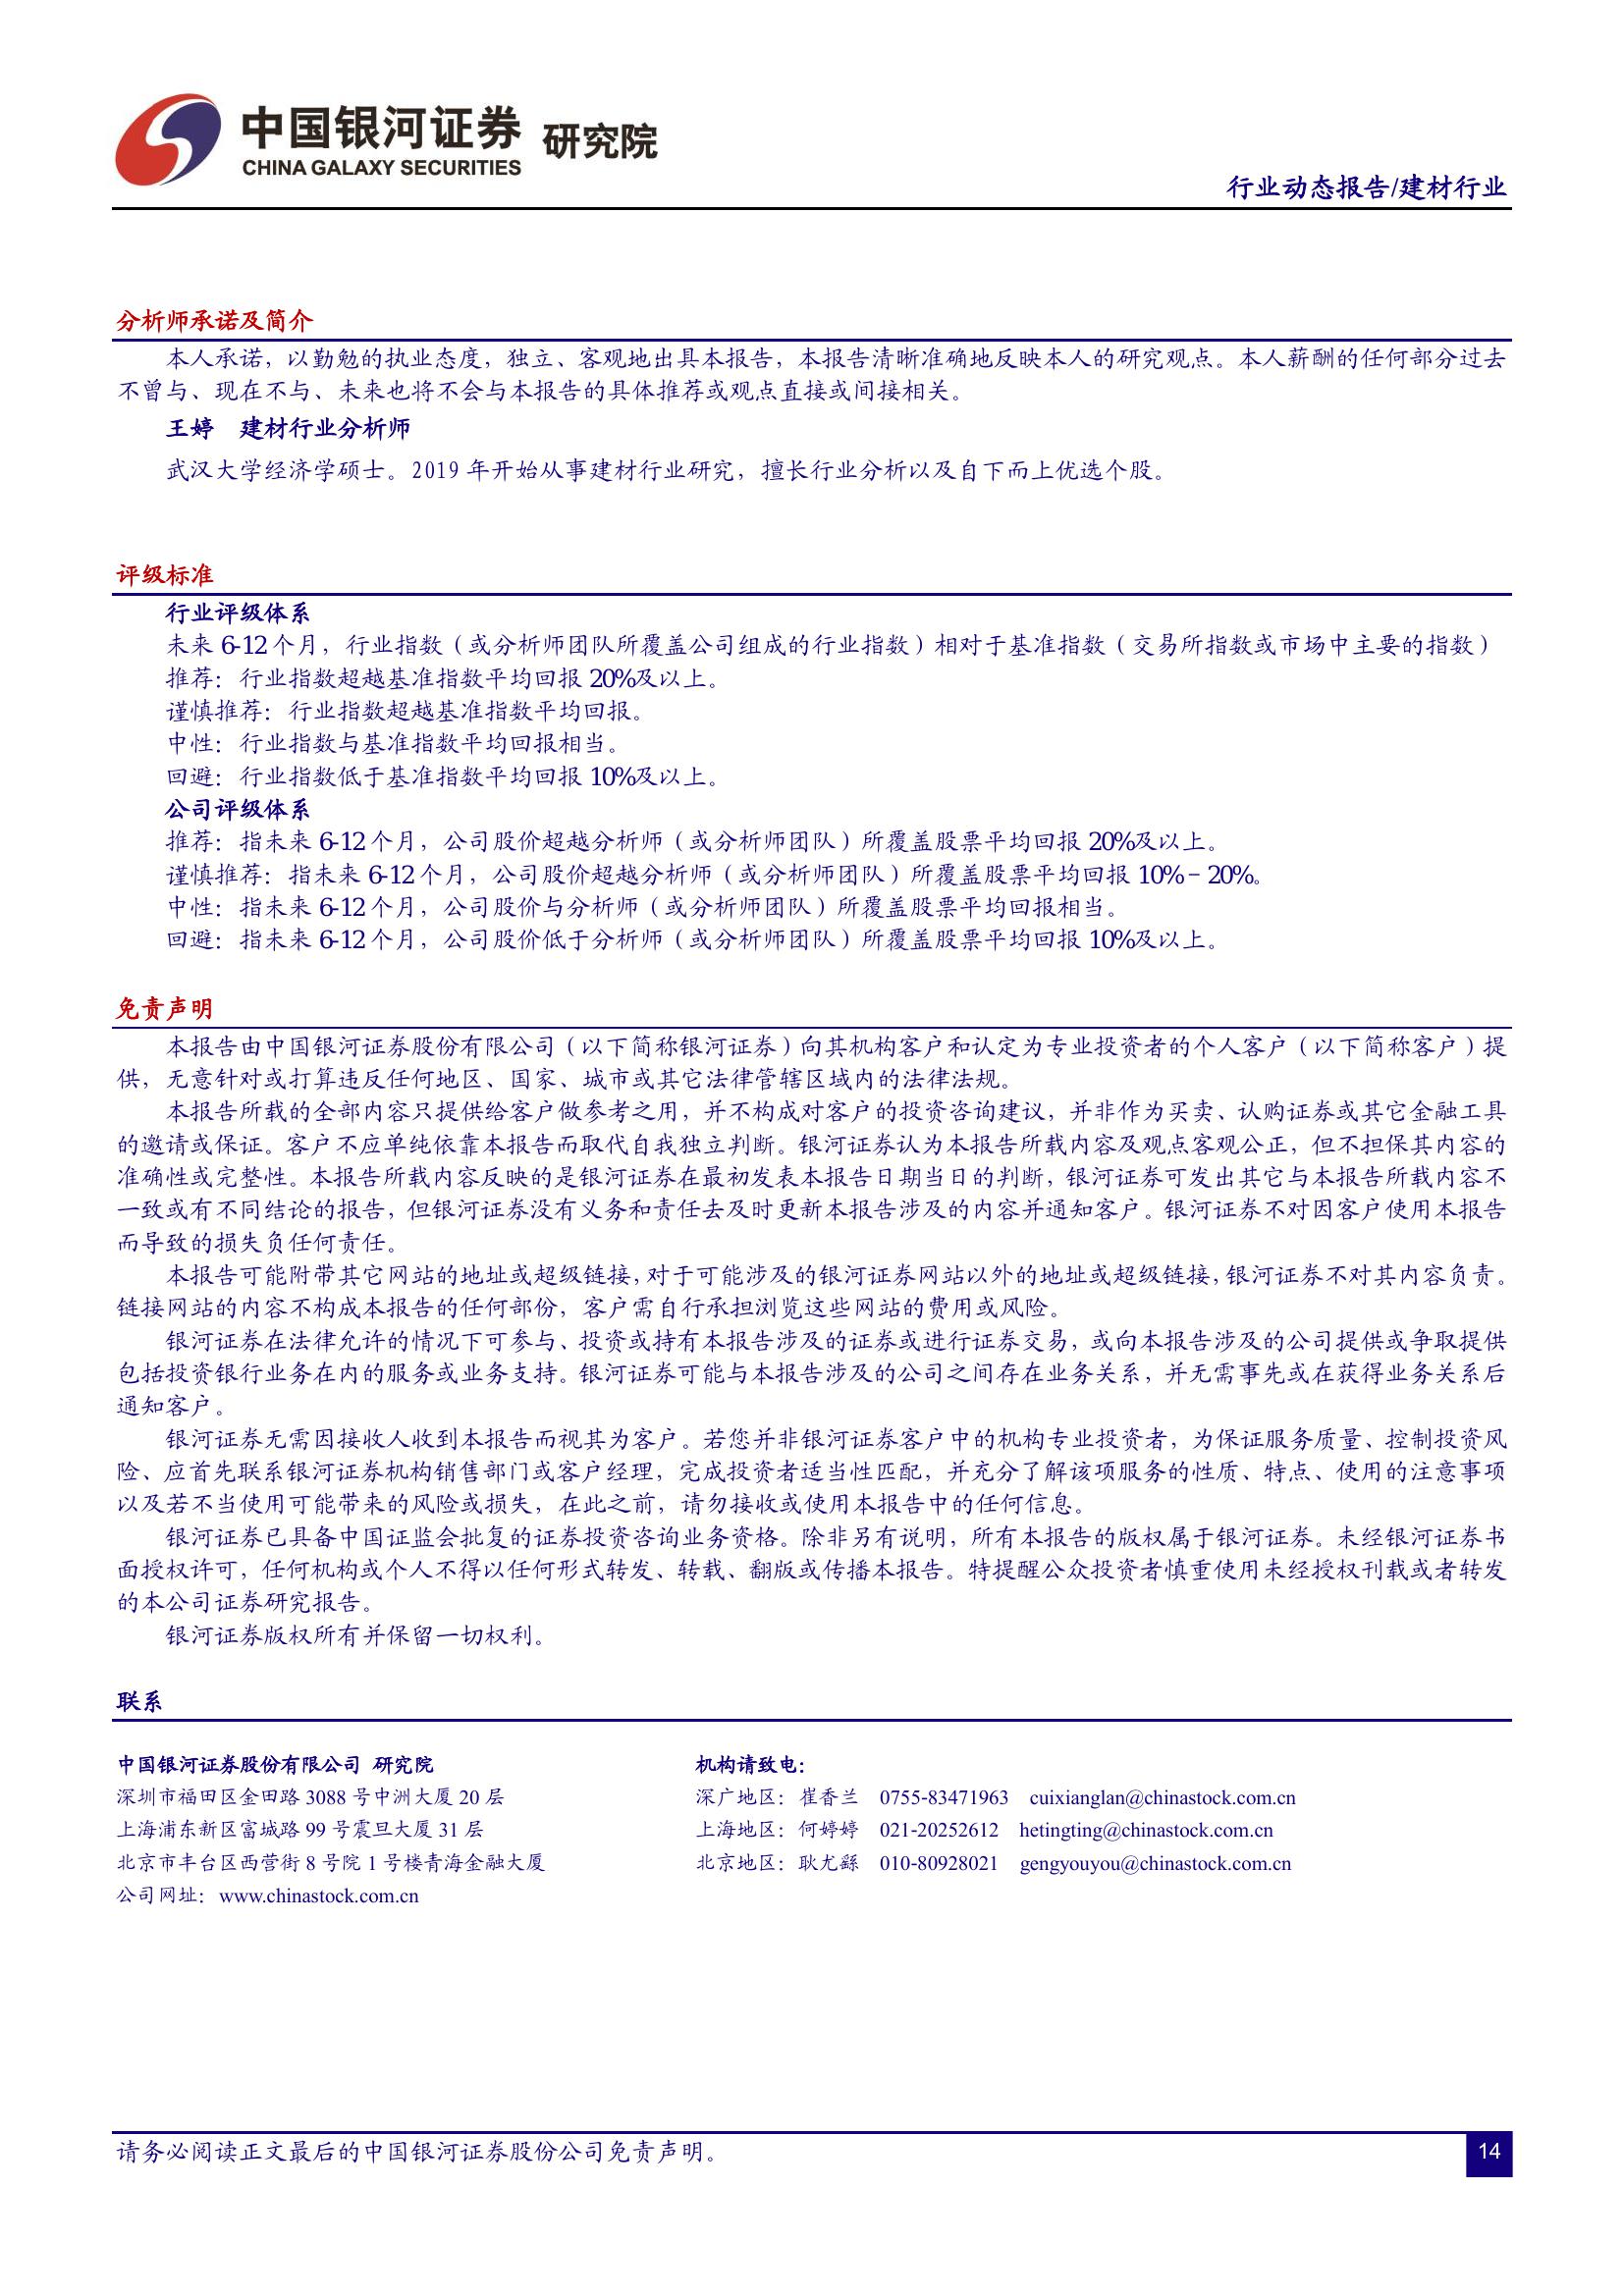 中国银河证券 研究院
CHINA GALAXY SECURITIES
行业动态报告/建材行业
分析师承诺及简介
本人承诺，以勤勉的执业态度，独立、客观地出具本报告，本报告清晰准确地反映本人的研究观点。本人薪酬的任何部分过去
不曾与、现在不与、未来也将不会与本报告的具体推荐或观点直接或间接相关。
王婷 建材行业分析师
武汉大学经济学硕士。2019 年开始从事建材行业研究，擅长行业分析以及自下而上优选个股。
评级标准
行业评级体系
未来 6-12 个月，行业指数（或分析师团队所覆盖公司组成的行业指数）相对于基准指数（交易所指数或市场中主要的指数）
推荐：行业指数超越基准指数平均回报 20%及以上。
谨慎推荐：行业指数超越基准指数平均回报。
中性：行业指数与基准指数平均回报相当。
回避：行业指数低于基准指数平均回报 10%及以上。
公司评级体系
推荐：指未来 6-12 个月，公司股价超越分析师（或分析师团队）所覆盖股票平均回报 20%及以上。
谨慎推荐：指未来 6-12 个月，公司股价超越分析师（或分析师团队）所覆盖股票平均回报 10%－20%。
中性：指未来 6-12 个月，公司股价与分析师（或分析师团队）所覆盖股票平均回报相当。
回避：指未来 6-12 个月，公司股价低于分析师（或分析师团队）所覆盖股票平均回报 10%及以上。
免责声明
本报告由中国银河证券股份有限公司（以下简称银河证券）向其机构客户和认定为专业投资者的个人客户（以下简称客户）提
供，无意针对或打算违反任何地区、国家、城市或其它法律管辖区域内的法律法规。
本报告所载的全部内容只提供给客户做参考之用，并不构成对客户的投资咨询建议，并非作为买卖、认购证券或其它金融工具
的邀请或保证。客户不应单纯依靠本报告而取代自我独立判断。银河证券认为本报告所载内容及观点客观公正，但不担保其内容的
准确性或完整性。本报告所载内容反映的是银河证券在最初发表本报告日期当日的判断，银河证券可发出其它与本报告所载内容不
一致或有不同结论的报告，但银河证券没有义务和责任去及时更新本报告涉及的内容并通知客户。银河证券不对因客户使用本报告
而导致的损失负任何责任。
本报告可能附带其它网站的地址或超级链接，对于可能涉及的银河证券网站以外的地址或超级链接，银河证券不对其内容负责。
链接网站的内容不构成本报告的任何部份，客户需自行承担浏览这些网站的费用或风险。
银河证券在法律允许的情况下可参与、投资或持有本报告涉及的证券或进行证券交易，或向本报告涉及的公司提供或争取提供
包括投资银行业务在内的服务或业务支持。银河证券可能与本报告涉及的公司之间存在业务关系，并无需事先或在获得业务关系后
通知客户。
银河证券无需因接收人收到本报告而视其为客户。若您并非银河证券客户中的机构专业投资者，为保证服务质量、控制投资风
险、应首先联系银河证券机构销售部门或客户经理，完成投资者适当性匹配，并充分了解该项服务的性质、特点、使用的注意事项
以及若不当使用可能带来的风险或损失，在此之前，请勿接收或使用本报告中的任何信息。
银河证券已具备中国证监会批复的证券投资咨询业务资格。除非另有说明，所有本报告的版权属于银河证券。未经银河证券书
面授权许可，任何机构或个人不得以任何形式转发、转载、翻版或传播本报告。特提醒公众投资者慎重使用未经授权刊载或者转发
的本公司证券研究报告。
银河证券版权所有并保留一切权利。
联系
中国银河证券股份有限公司 研究院 机构请致电：
深圳市福田区金田路 3088 号中洲大厦 20 层 深广地区：崔香兰 0755-83471963 cuixianglan@chinastock.com.cn
上海浦东新区富城路 99 号震旦大厦 31 层 上海地区：何婷婷 021-20252612 hetingting@chinastock.com.cn
北京市丰台区西营街 8 号院 1 号楼青海金融大厦 北京地区：耿尤繇 010-80928021 gengyouyou@chinastock.com.cn
公司网址：www.chinastock.com.cn
请务必阅读正文最后的中国银河证券股份公司免责声明。 14